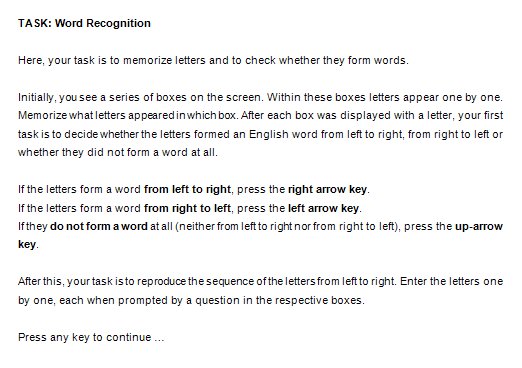 TASK: Word Recognition
Here, your task is to memorize letters and to check whether they form words.
Initially, you see a series of boxes on the screen. Within these boxes letters appear one by one.
Memorize what letters appeared in which box. After each box was displayed with a letter, your first
task is to decide whether the letters formed an English word from left to right, from right to left or
whether they did not form a word at all.
If the letters form a word from left to right, press the right arrow key.
If the letters form a word from right to left, press the left arrow key.
If they do not form a word at all (neither from left to right nor from right to left), press the up-arrow
key.
After this, your task is to reproduce the sequence of the letters from left to right. Enter the letters one
by one, each when prompted by a question in the respective boxes.
Press any key to continue ...